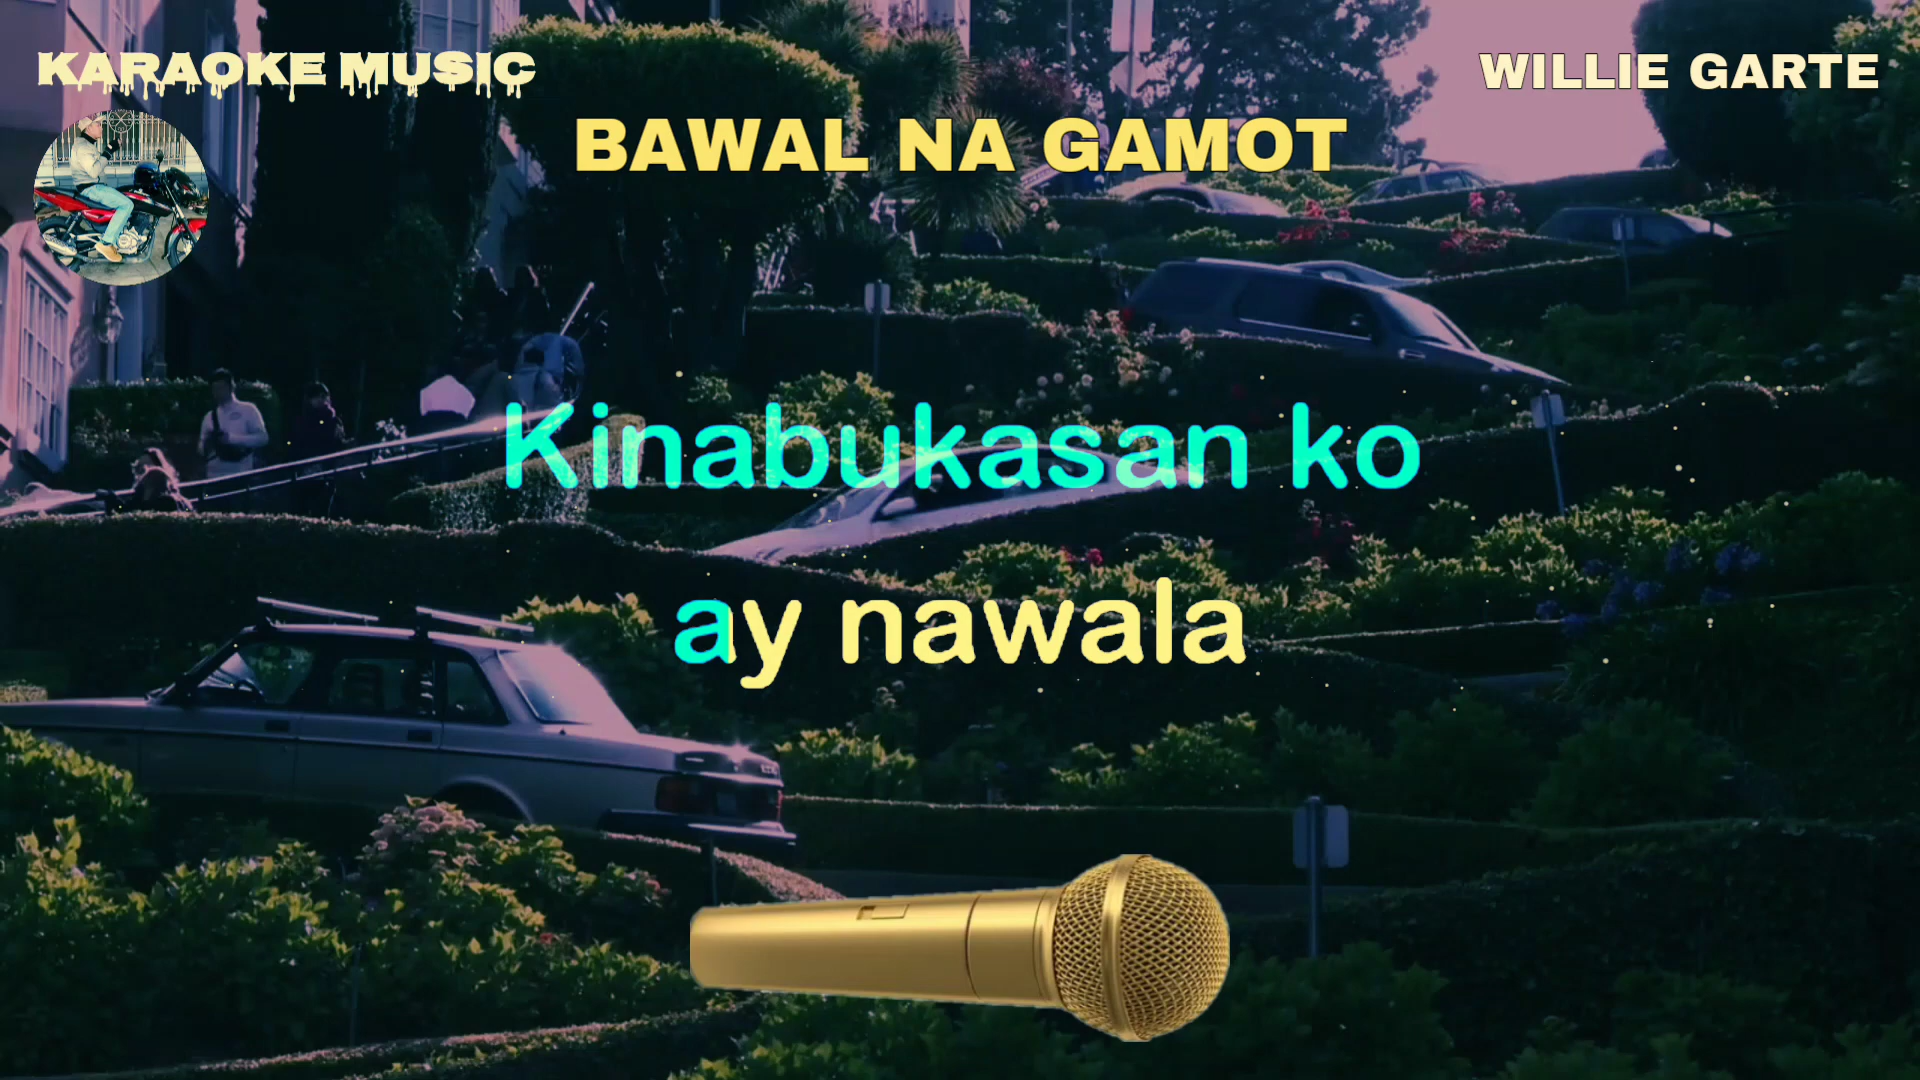 KARAOKE MUSIC
WILLIE GARTE
BAWAL NA GAMOT
Kinabukasan ko
ay nawala